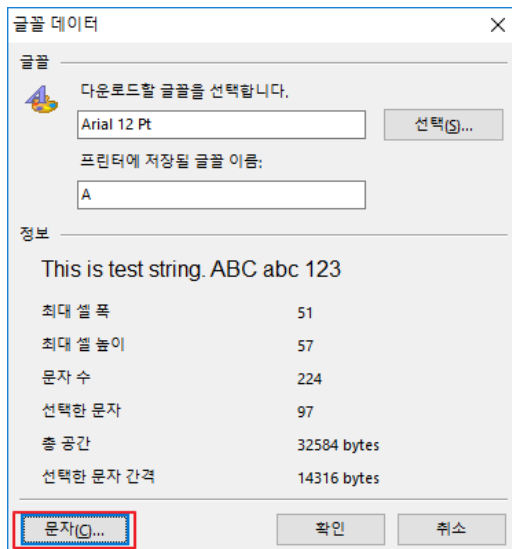 글꼴 데이터
글꼴
다운로드할 글꼴을 선택합니다.
Arial 12 Pt
선택(S)...
프린터에 저장될 글꼴 이름:
A
정보
This is test string. ABC abc 123
최대 셀 폭 51
최대 셀 높이 57
문자 수 224
선택한 문자 97
총 공간 32584 bytes
선택한 문자 간격 14316 bytes
문자(C)... 확인 취소